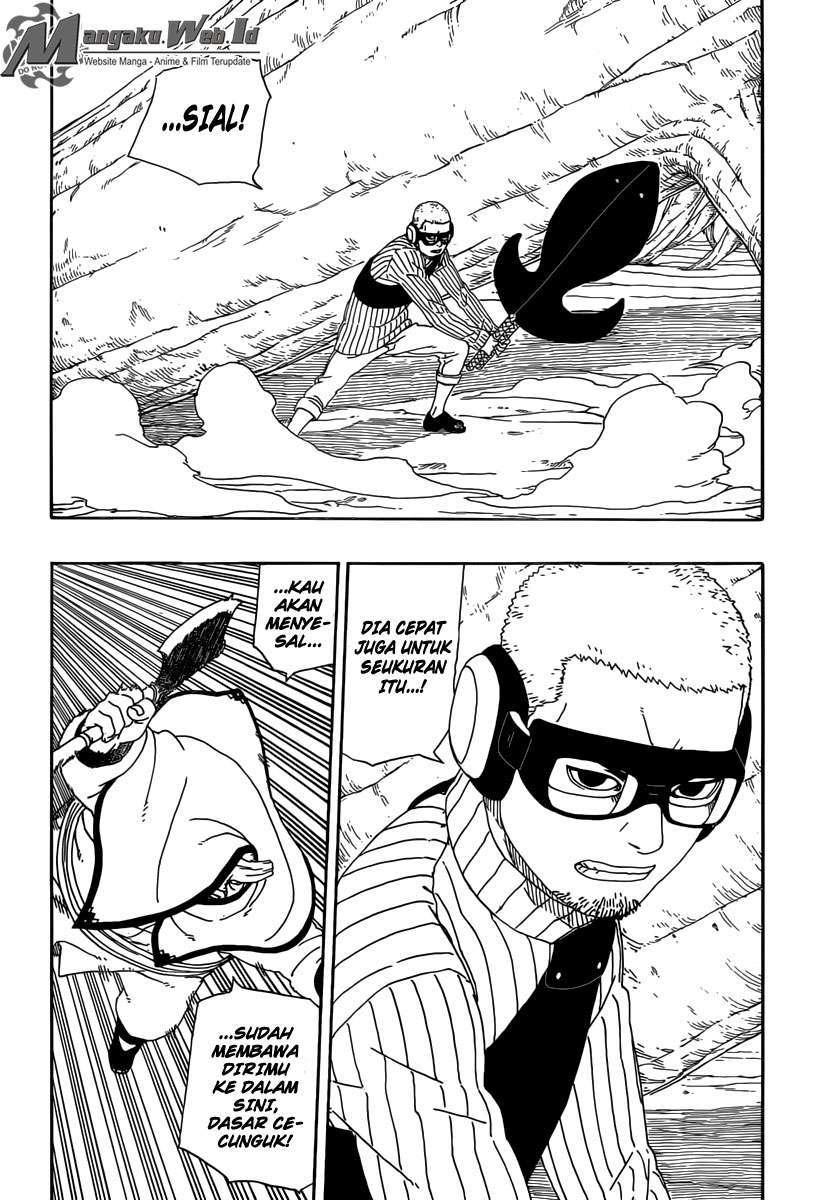 Mangaku.Web.Id
Website Manga - Anime & Film Terupdate
...SIAL!
DIA CEPAT
JUGA UNTUK
SEUKURAN
ITU...!
...KAU
AKAN
MENYE-
SAL...
...SUDAH
MEMBAWA
DIRIMU
KE DALAM
SINI,
DASAR CE-
CUNGUK!